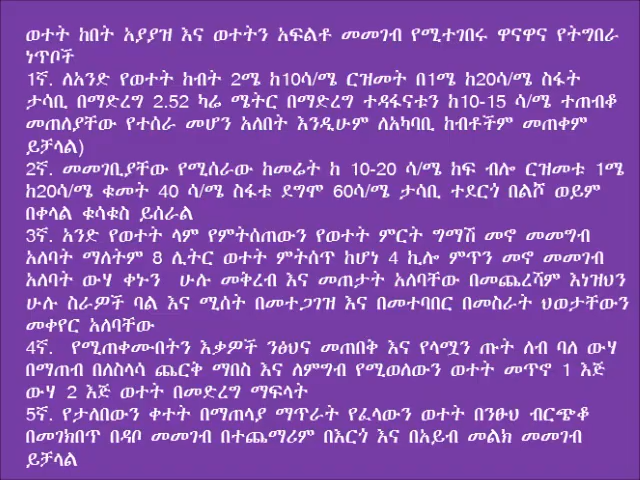 ወተት ከበት አያያዝ እና ወተትን አፍልቶ መመገብ የሚተገበሩ ዋናዋና የትግበራ
ነጥቦች
1ኛ. ለአንድ የወተት ከብት 2ሜ ከ10ሳ/ሜ ርዝመት በ1ሜ ከ20ሳ/ሜ ስፋት
ታሳቢ በማድረግ 2.52 ካሬ ሜትር በማድረግ ተዳፋናቱን ከ10-15 ሳ/ሜ ተጠብቆ
መጠለያቸው የተሰራ መሆን አለበት እንዲሁም ለአካባቢ ከብቶችም መጠቀም
ይቻላል)
2ኛ. መመገቢያቸው የሚሰራው ከመሬት ከ 10-20 ሳ/ሜ ከፍ ብሎ ርዝመቱ 1ሜ
ከ20ሳ/ሜ ቁመት 40 ሳ/ሜ ስፋቱ ደግሞ 60ሳ/ሜ ታሳቢ ተደርጎ በልሾ ወይም
በቀላል ቁሳቁስ ይሰራል
3ኛ. አንድ የወተት ላም የምትሰጠውን የወተት ምርት ግማሽ መኖ መመግብ
አለባት ማለትም 8 ሊትር ወተት ምትሰጥ ከሆነ 4 ኪሎ ምጥን መኖ መመገብ
አለባት ውሃ ቀኑን ሁሉ መቅረብ እና መጠታት አለባቸው በመጨረሻም እነዝህን
ሁሉ ስራዎች ባል እና ሚስት በመተጋገዝ እና በመተባበር በመስራት ህወታቸውን
መቀየር አለባቸው
4ኛ. የሚጠቀሙበትን እቃዎች ንፅህና መጠበቅ እና የላሟን ጡት ለብ ባለ ውሃ
በማጠብ በለስላሳ ጨርቅ ማበስ እና ለምግብ የሚወለውን ወተት መጥኖ 1 እጅ
ውሃ 2 እጅ ወተት በመድረግ ማፍላት
5ኛ. የታለበውን ቀተት በማጠላያ ማጥራት የፈላውን ወተት በንፁህ ብርጭቆ
በመገክበጥ በዳቦ መመገብ በተጨማሪም በእርጎ እና በአይብ መልክ መመገብ
ይቻላል